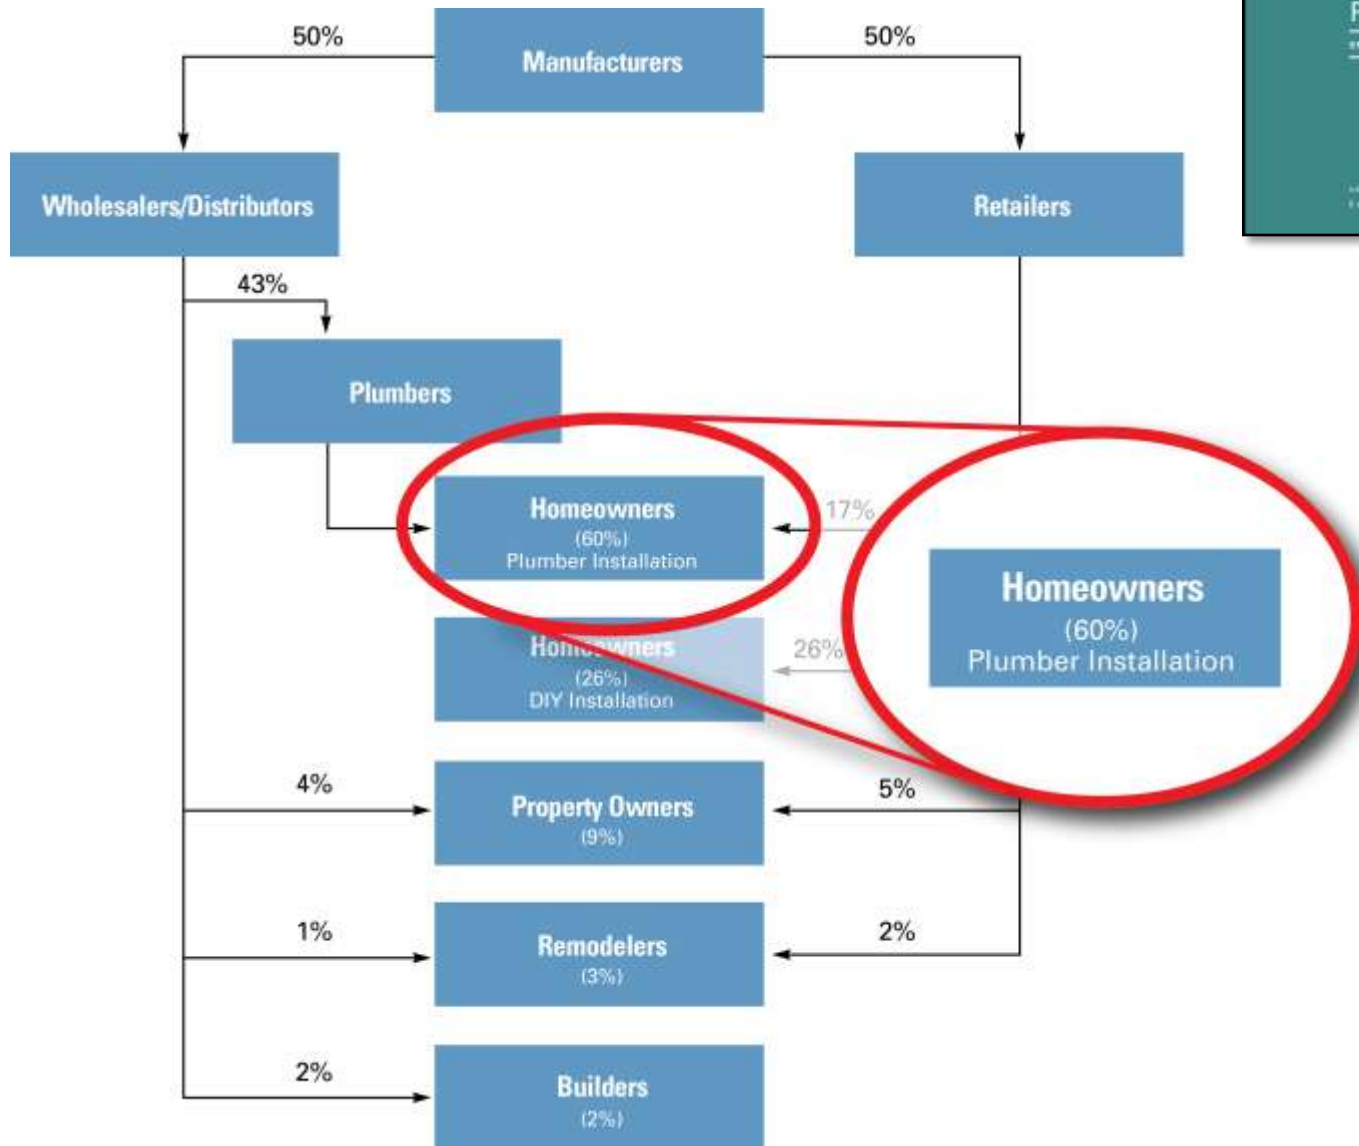 50%
Manufacturers
50%
Wholesalers/Distributors
Retailers
43%
Plumbers
Homeowners
(60%)
Plumber Installation
17%
Homeowners
(60%)
Plumber Installation
Homeowners
(26%)
DIY Installation
26%
4%
Property Owners
(9%)
5%
1%
Remodelers
(3%)
2%
2%
Builders
(2%)